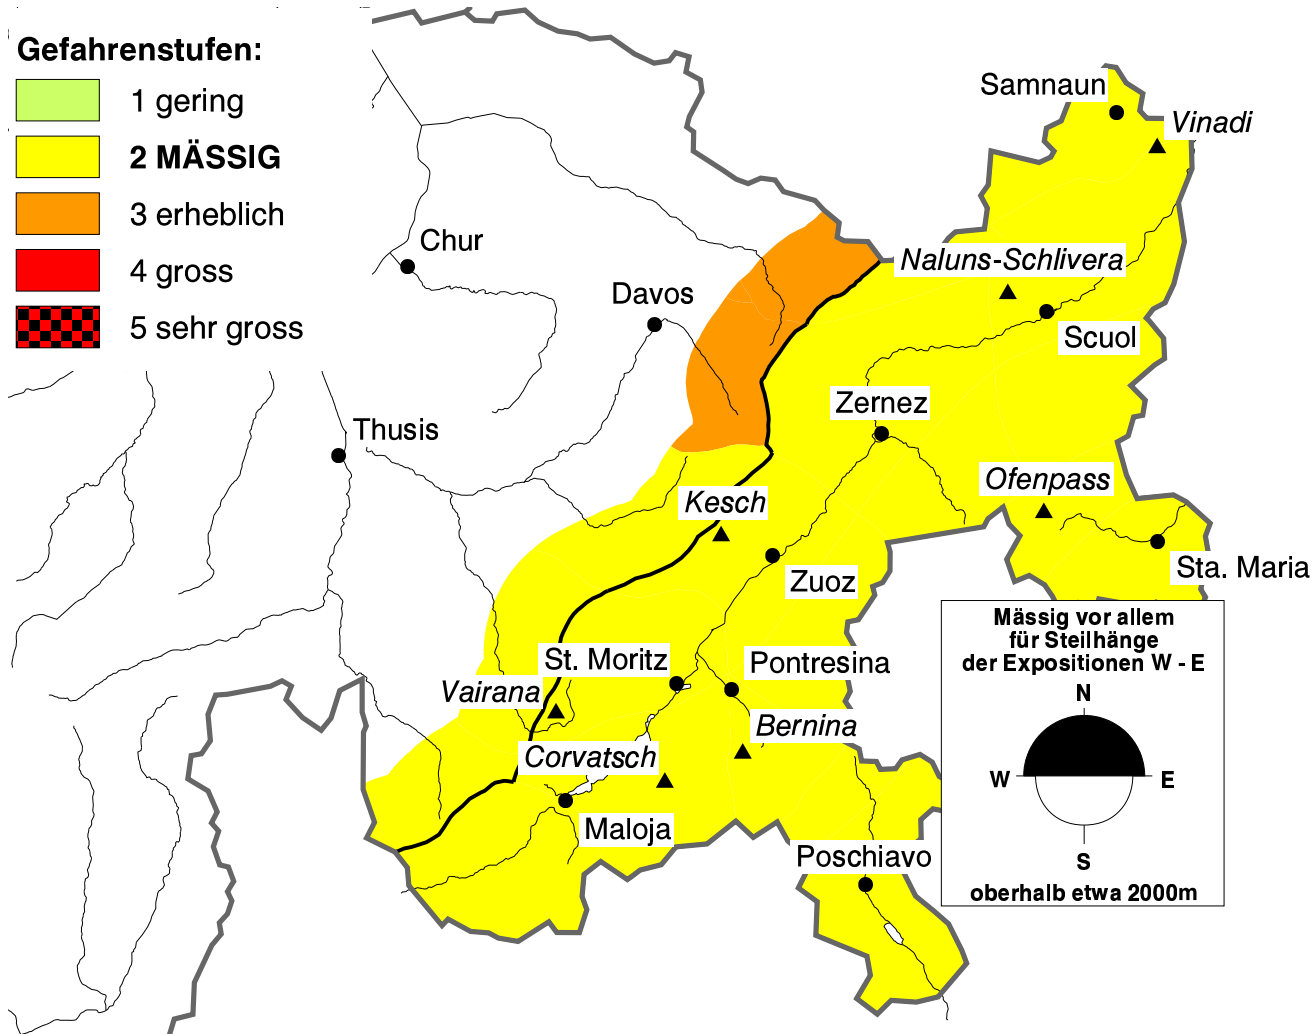 Gefahrenstufen:
1 gering
2 MÄSSIG
3 erheblich
4 gross
5 sehr gross
Samnaun
Vinadi
Chur
Naluns-Schlivera
Davos
Scuol
Zernez
Thusis
Ofenpass
Kesch
Zuoz
Sta. Maria
St. Moritz
Pontresina
Vairana
Bernina
Corvatsch
Maloja
Poschiavo
Mässig vor allem
für Steilhänge
der Expositionen W - E
N
W E
S
oberhalb etwa 2000m